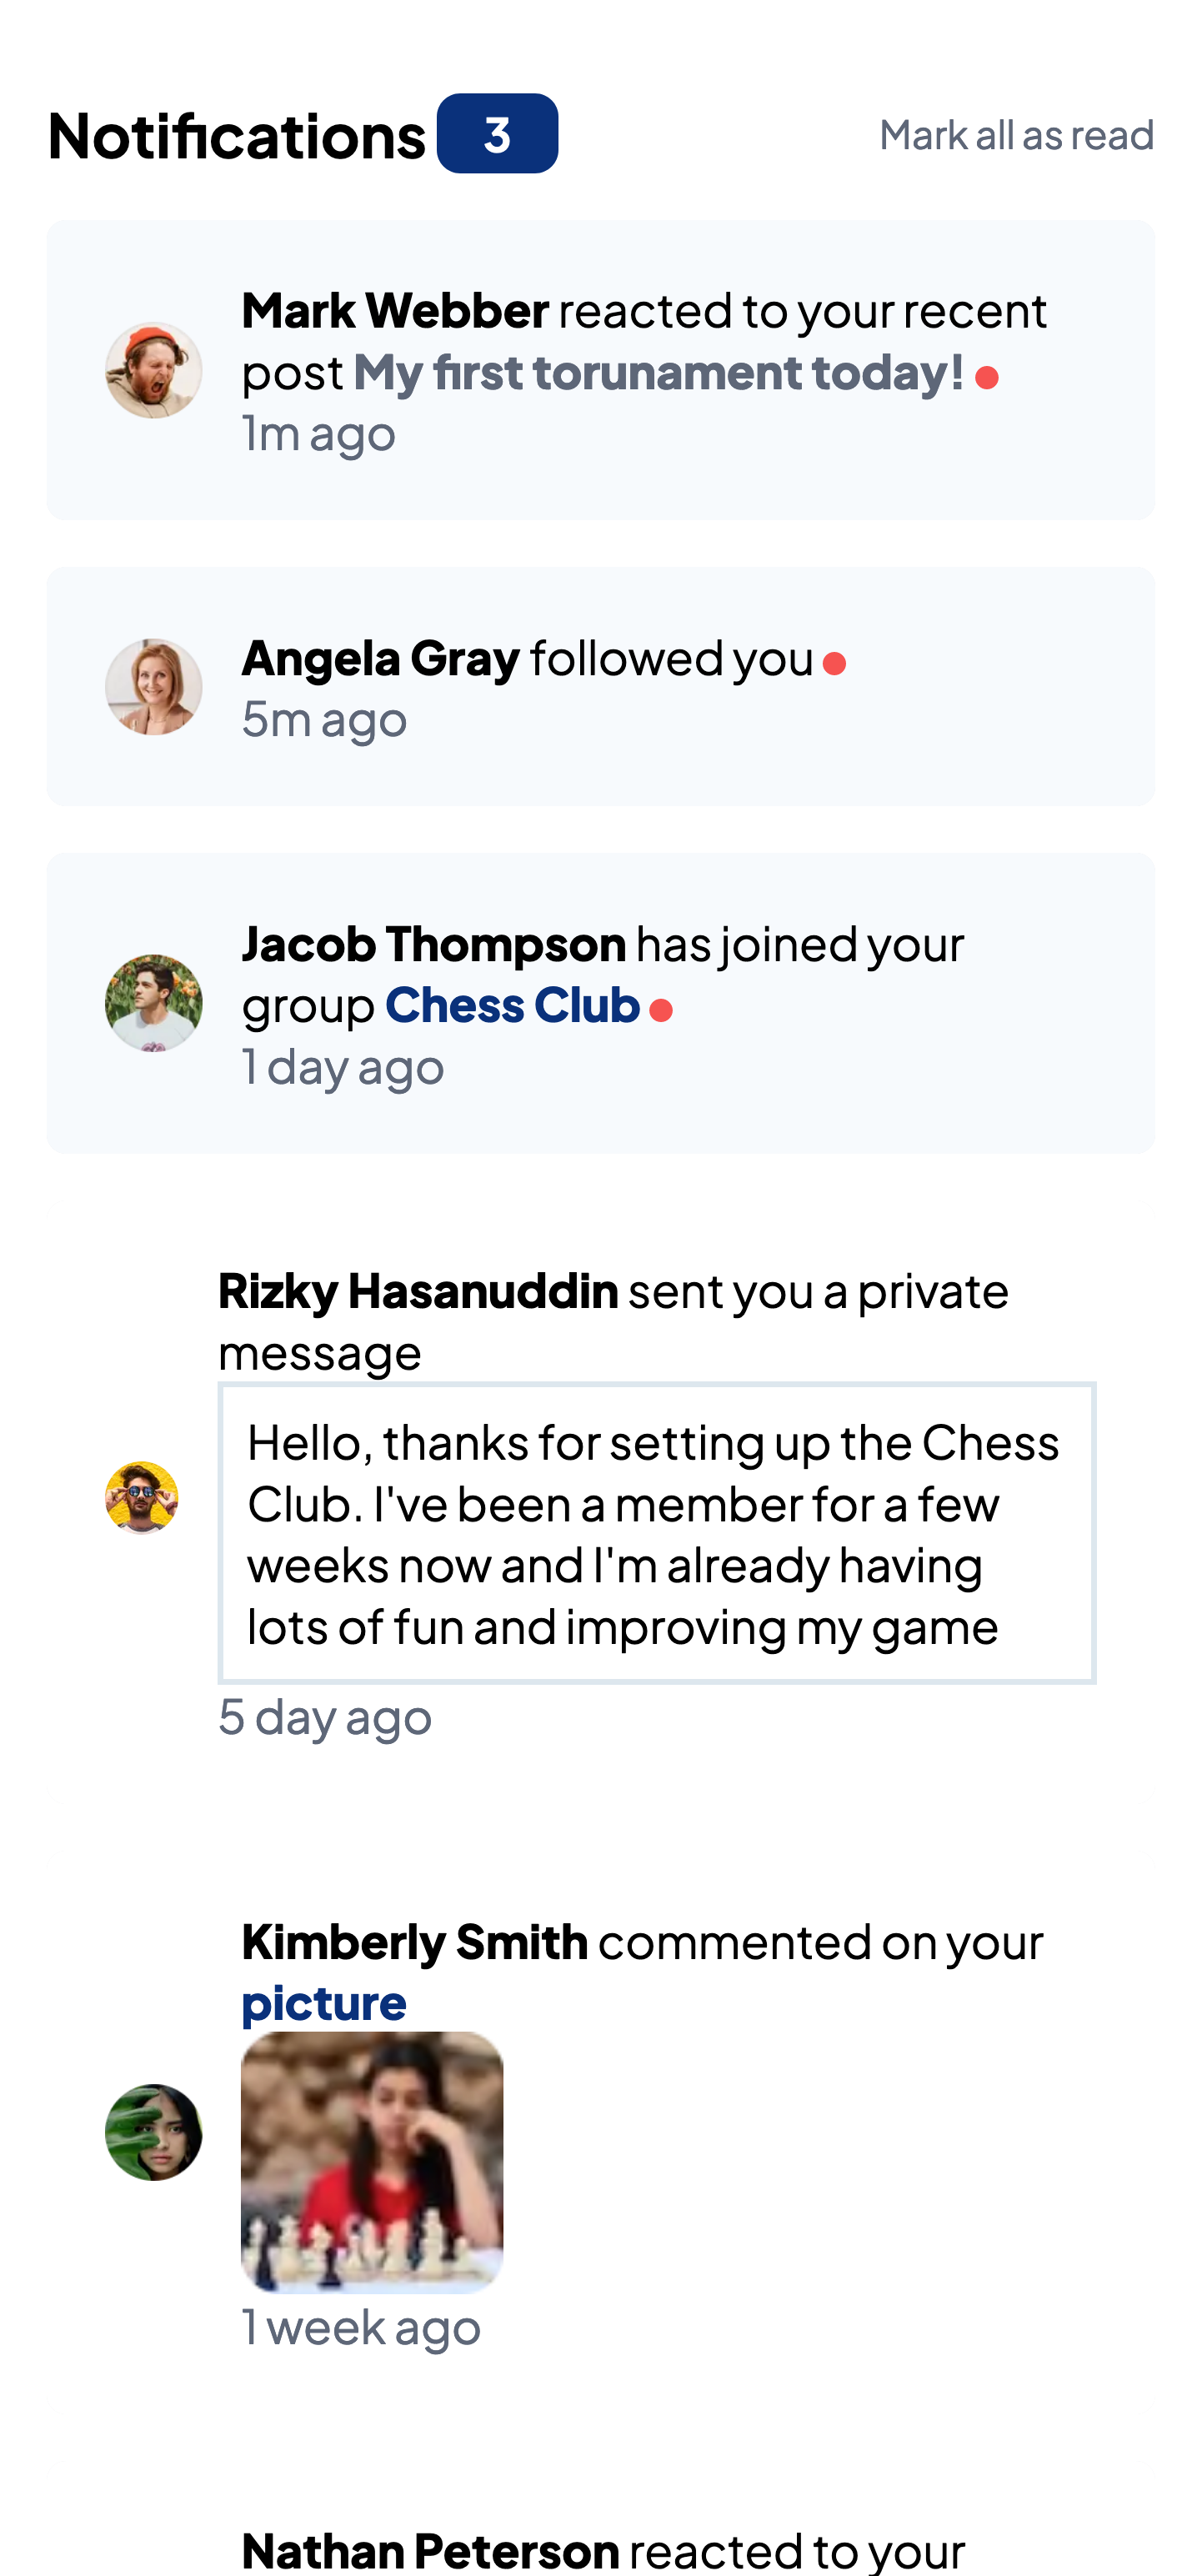 Notifications 3 Mark all as read
Mark Webber reacted to your recent
post My first torunament today!
1m ago
Angela Gray followed you
5m ago
Jacob Thompson has joined your
group Chess Club
1 day ago
Rizky Hasanuddin sent you a private
message
Hello, thanks for setting up the Chess
Club. I've been a member for a few
weeks now and I'm already having
lots of fun and improving my game
5 day ago
Kimberly Smith commented on your
picture
1 week ago
Nathan Peterson reacted to your